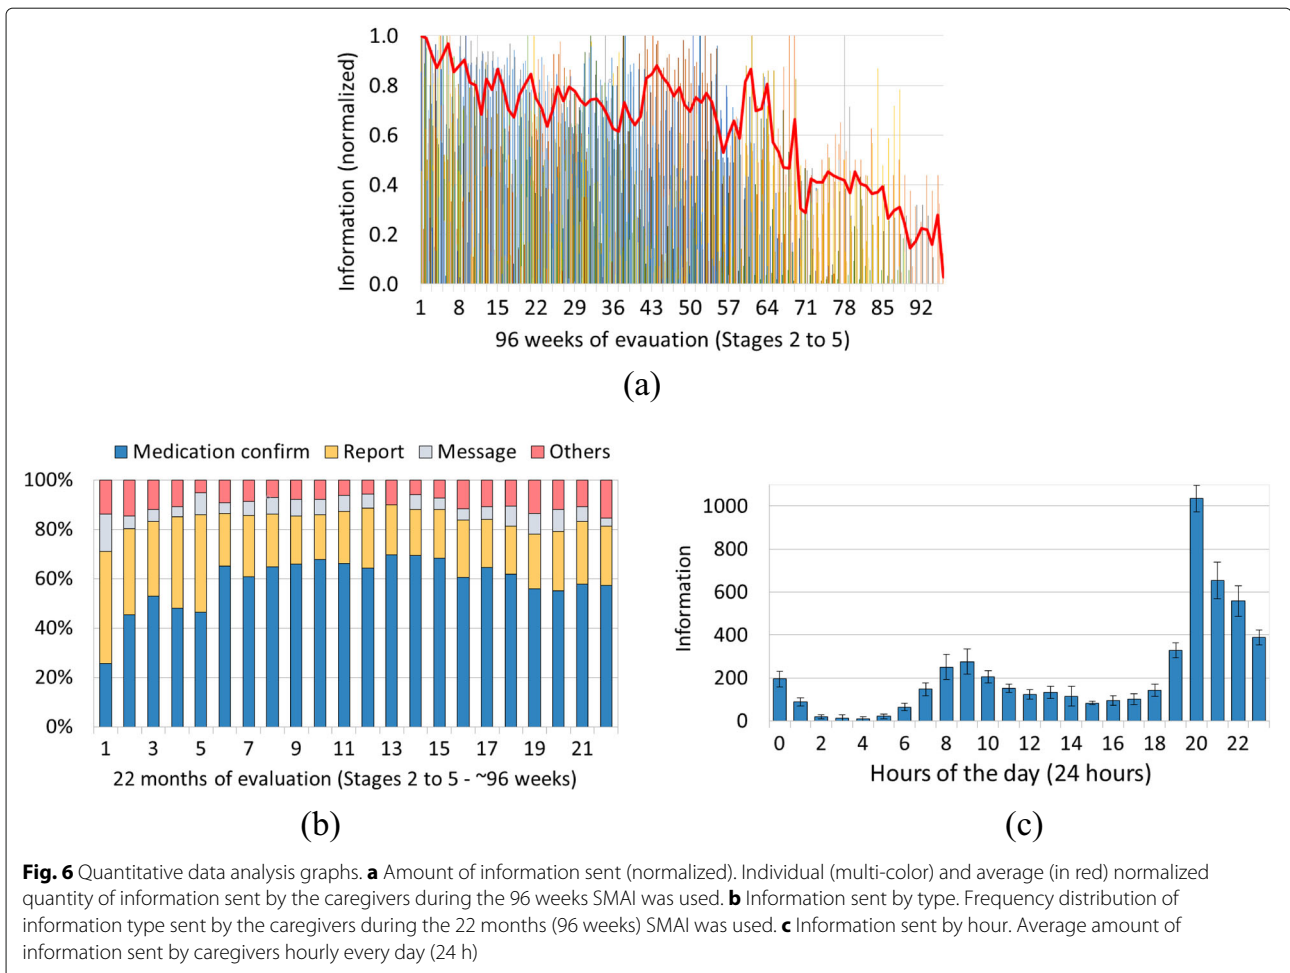 1.0
0.8
0.6
0.4
0.2
0.0
Information (normalized)
1 8 15 22 29 36 43 50 57 64 71 78 85 92
96 weeks of evauation (Stages 2 to 5)
(a)
Medication confirm Report Message Others
100%
80%
60%
40%
20%
0%
1 3 5 7 9 11 13 15 17 19 21
22 months of evaluation (Stages 2 to 5 - ~96 weeks)
(b)
1000
800
600
400
200
0
Information
0 2 4 6 8 10 12 14 16 18 20 22
Hours of the day (24 hours)
(c)
Fig. 6 Quantitative data analysis graphs. a Amount of information sent (normalized). Individual (multi-color) and average (in red) normalized
quantity of information sent by the caregivers during the 96 weeks SMAI was used. b Information sent by type. Frequency distribution of
information type sent by the caregivers during the 22 months (96 weeks) SMAI was used. c Information sent by hour. Average amount of
information sent by caregivers hourly every day (24 h)